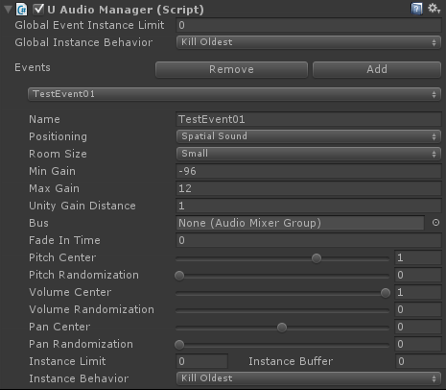 U Audio Manager (Script)
Global Event Instance Limit 0
Global Instance Behavior Kill Oldest
Events Remove Add
TestEvent01
Name TestEvent01
Positioning Spatial Sound
Room Size Small
Min Gain -96
Max Gain 12
Unity Gain Distance 1
Bus None (Audio Mixer Group)
Fade In Time 0
Pitch Center 1
Pitch Randomization 0
Volume Center 1
Volume Randomization 0
Pan Center 0
Pan Randomization 0
Instance Limit 0 Instance Buffer 0
Instance Behavior Kill Oldest